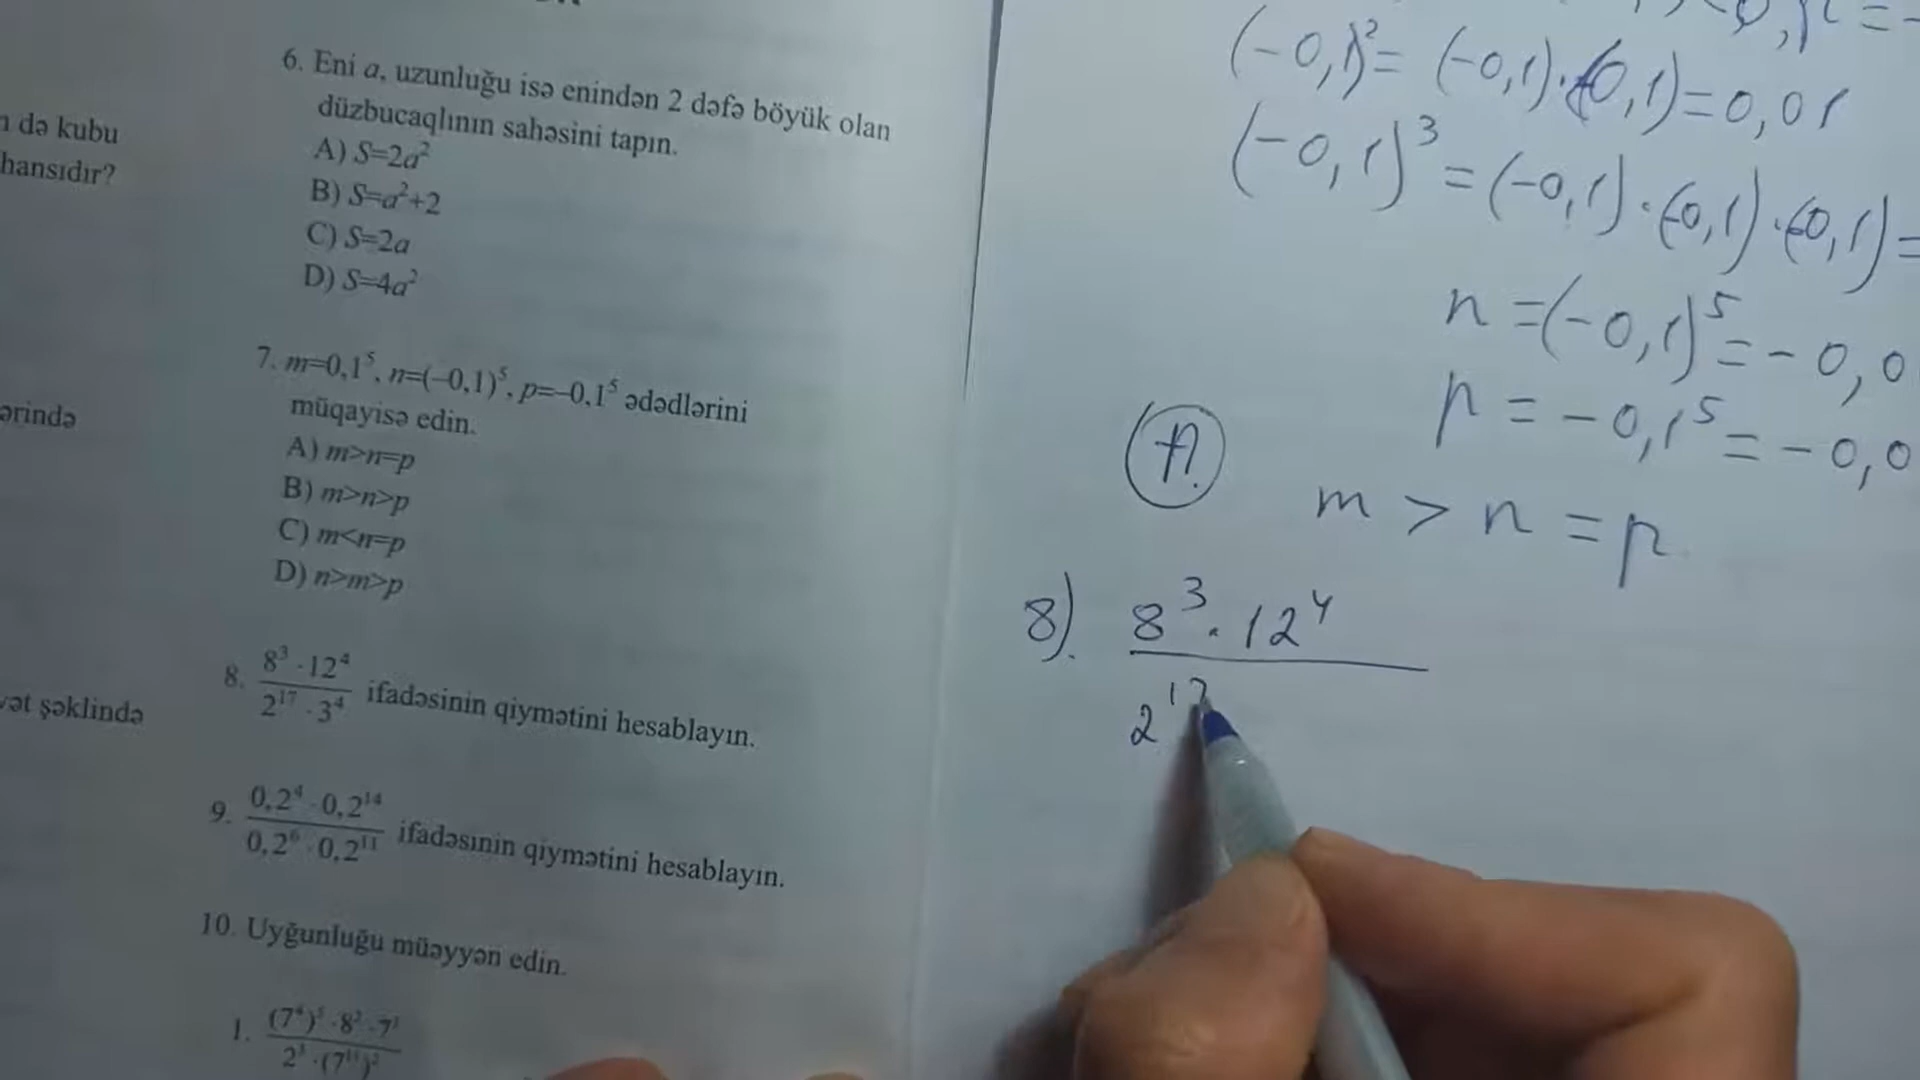 n də kubu
hansıdır?
ərində
vət şəklində
6. Eni a, uzunluğu isə enindən 2 dəfə böyük olan
düzbucaqlının sahəsini tapın.
A) S=2a²
B) S=a²+2
C) S=2a
D) S=4a²
7. m=0,1⁵, n=(–0,1)⁵, p=–0,1⁵ ədədlərini
müqayisə edin.
A) m>n=p
B) m>n>p
C) m<n=p
D) n>m>p
8. 8³ · 12⁴ / 2¹⁷ · 3⁴ ifadəsinin qiymətini hesablayın.
9. 0,2⁴ · 0,2¹⁴ / 0,2⁶ · 0,2¹¹ ifadəsinin qiymətini hesablayın.
10. Uyğunluğu müəyyən edin.
(-0,1)² = (-0,1)·(-0,1) = 0,01
(-0,1)³ = (-0,1)·(-0,1)·(-0,1) =
n = (-0,1)⁵ = -0,0
p = -0,1⁵ = -0,0
A.
m > n = p
8). 8³ · 12⁴
2¹⁷